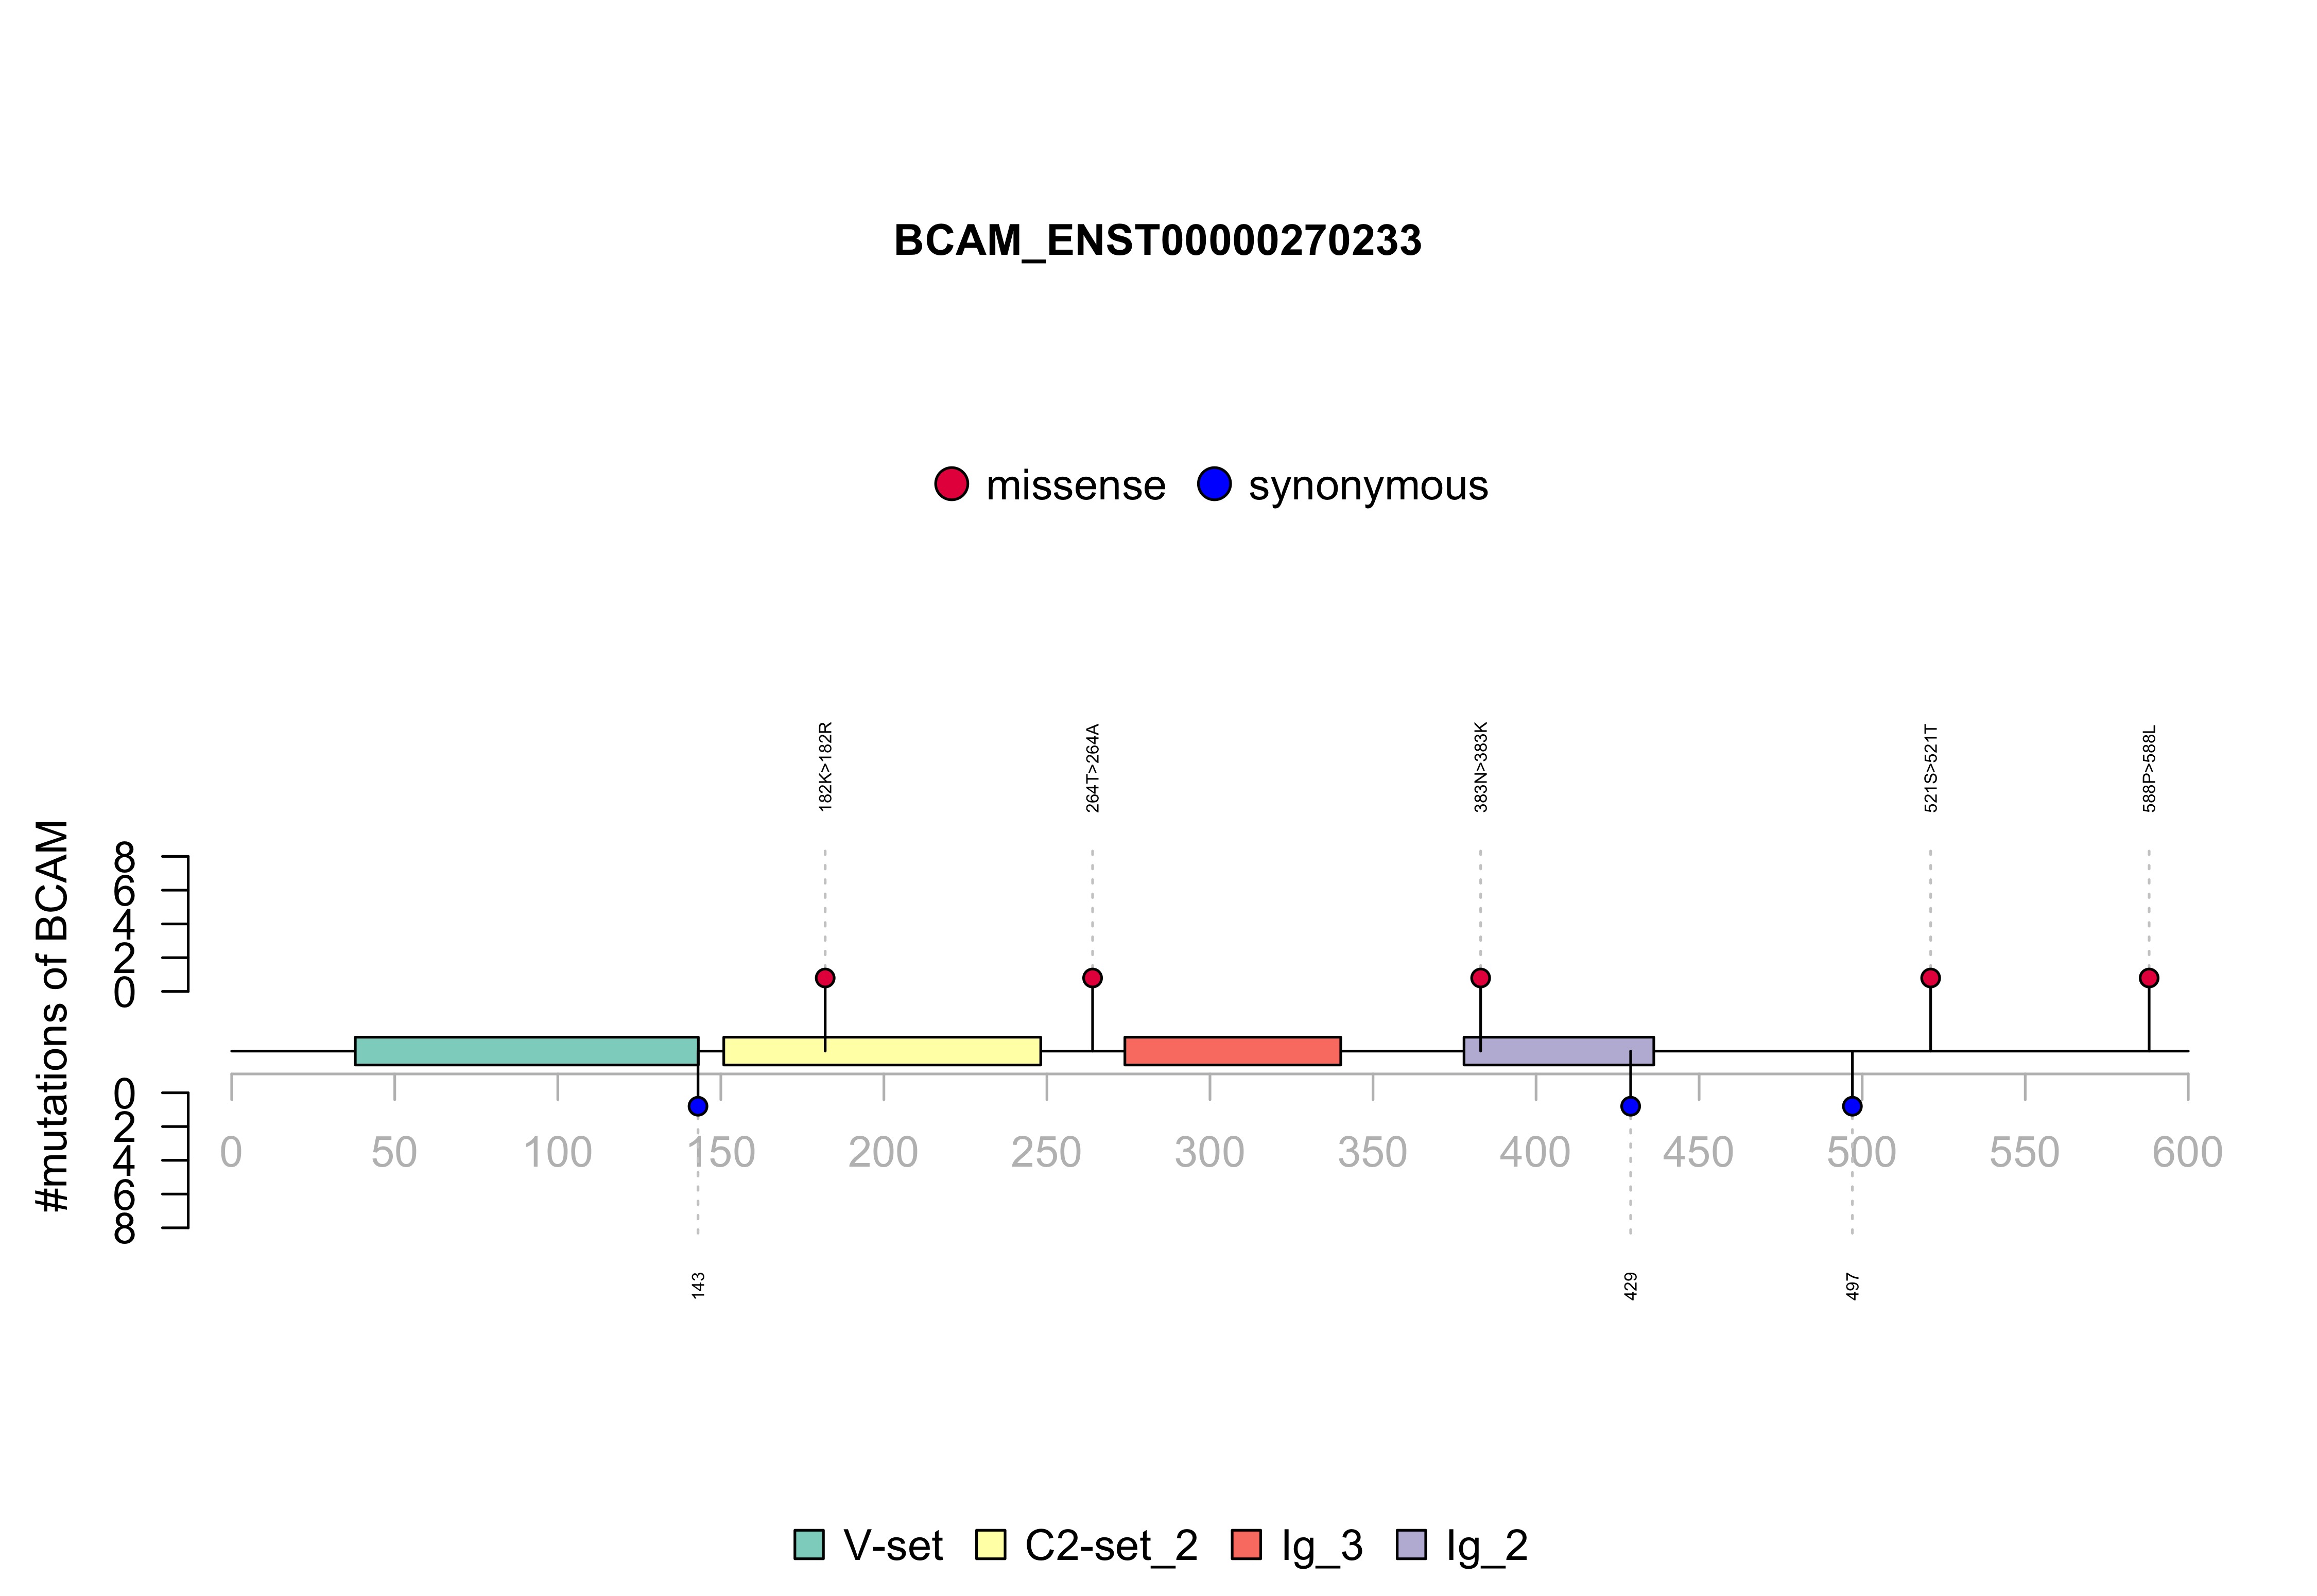 BCAM_ENST00000270233
missense synonymous
182K>182R 264T>264A 383N>383K 521S>521T 588P>588L
#mutations of BCAM
8
6
4
2
0
0
2
4
6
8
0 50 100 150 200 250 300 350 400 450 500 550 600
143 429 497
V-set C2-set_2 Ig_3 Ig_2